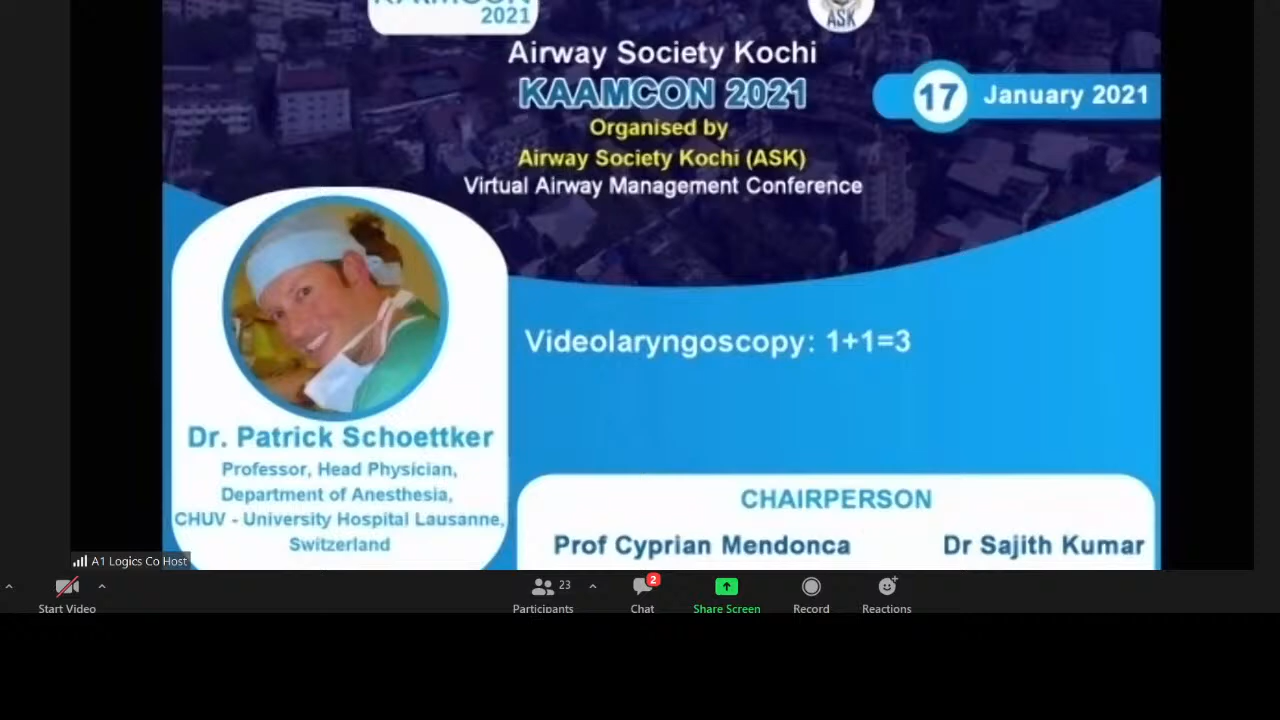 KAAMCON
2021
ASK
Airway Society Kochi
KAAMCON 2021
17 January 2021
Organised by
Airway Society Kochi (ASK)
Virtual Airway Management Conference
Videolaryngoscopy: 1+1=3
Dr. Patrick Schoettker
Professor, Head Physician,
Department of Anesthesia,
CHUV - University Hospital Lausanne,
Switzerland
CHAIRPERSON
Prof Cyprian Mendonca
Dr Sajith Kumar
A1 Logics Co Host
23
2
Start Video
Participants
Chat
Share Screen
Record
Reactions